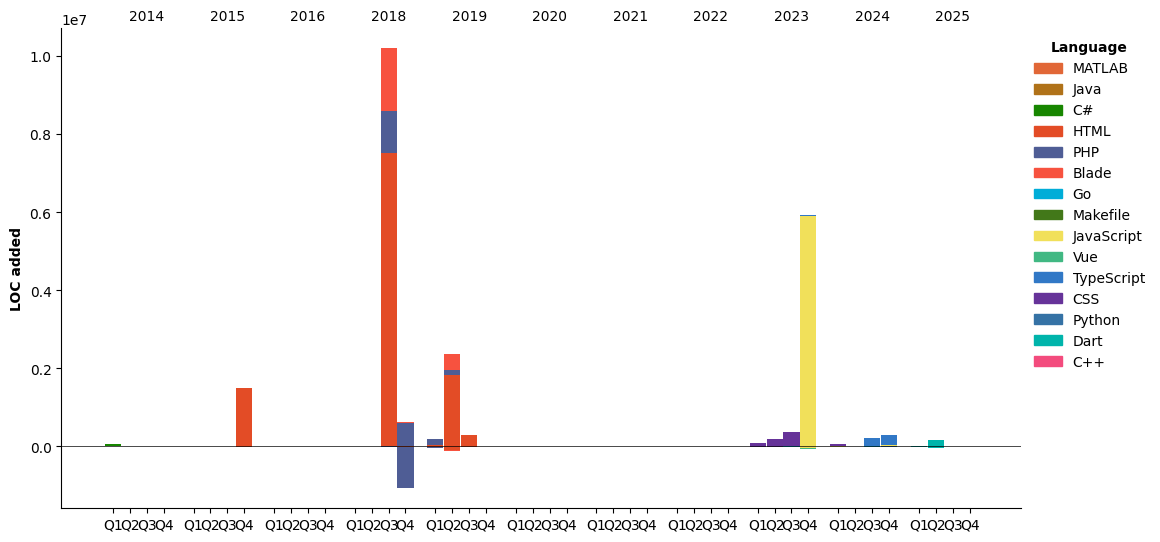 1e7
2014 2015 2016 2018 2019 2020 2021 2022 2023 2024 2025
1.0
0.8
0.6
0.4
0.2
0.0
LOC added
Q1Q2Q3Q4 Q1Q2Q3Q4 Q1Q2Q3Q4 Q1Q2Q3Q4 Q1Q2Q3Q4 Q1Q2Q3Q4 Q1Q2Q3Q4 Q1Q2Q3Q4 Q1Q2Q3Q4 Q1Q2Q3Q4 Q1Q2Q3Q4
Language
MATLAB
Java
C#
HTML
PHP
Blade
Go
Makefile
JavaScript
Vue
TypeScript
CSS
Python
Dart
C++